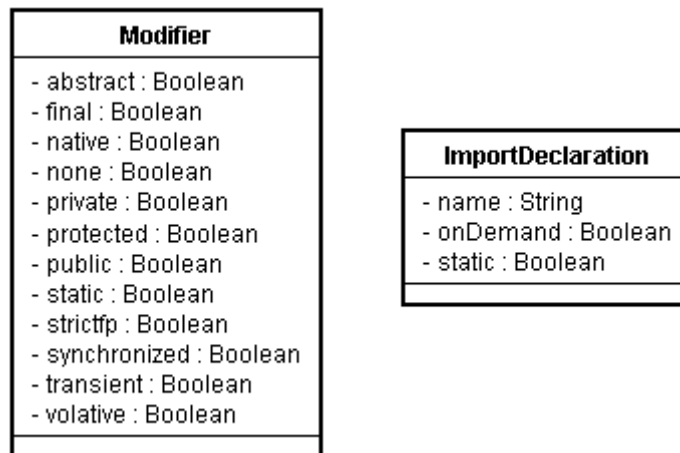 Modifier
- abstract : Boolean
- final : Boolean
- native : Boolean
- none : Boolean
- private : Boolean
- protected : Boolean
- public : Boolean
- static : Boolean
- strictfp : Boolean
- synchronized : Boolean
- transient : Boolean
- volative : Boolean
ImportDeclaration
- name : String
- onDemand : Boolean
- static : Boolean